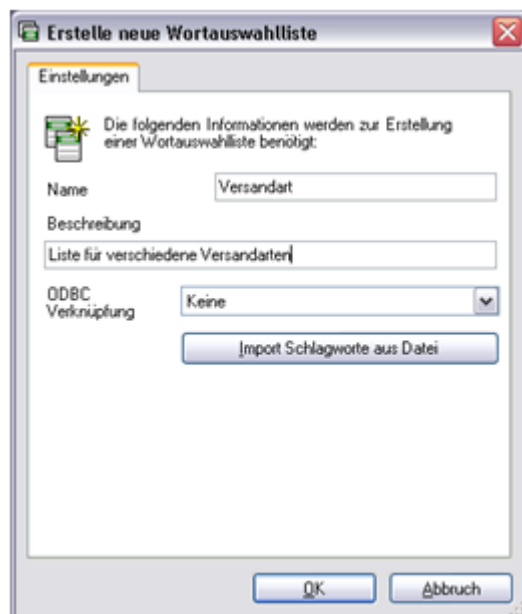 Erstelle neue Wortauswahlliste
Einstellungen
Die folgenden Informationen werden zur Erstellung
einer Wortauswahlliste benötigt:
Name
Versandart
Beschreibung
Liste für verschiedene Versandarten
ODBC
Verknüpfung
Keine
Import Schlagworte aus Datei
OK
Abbruch